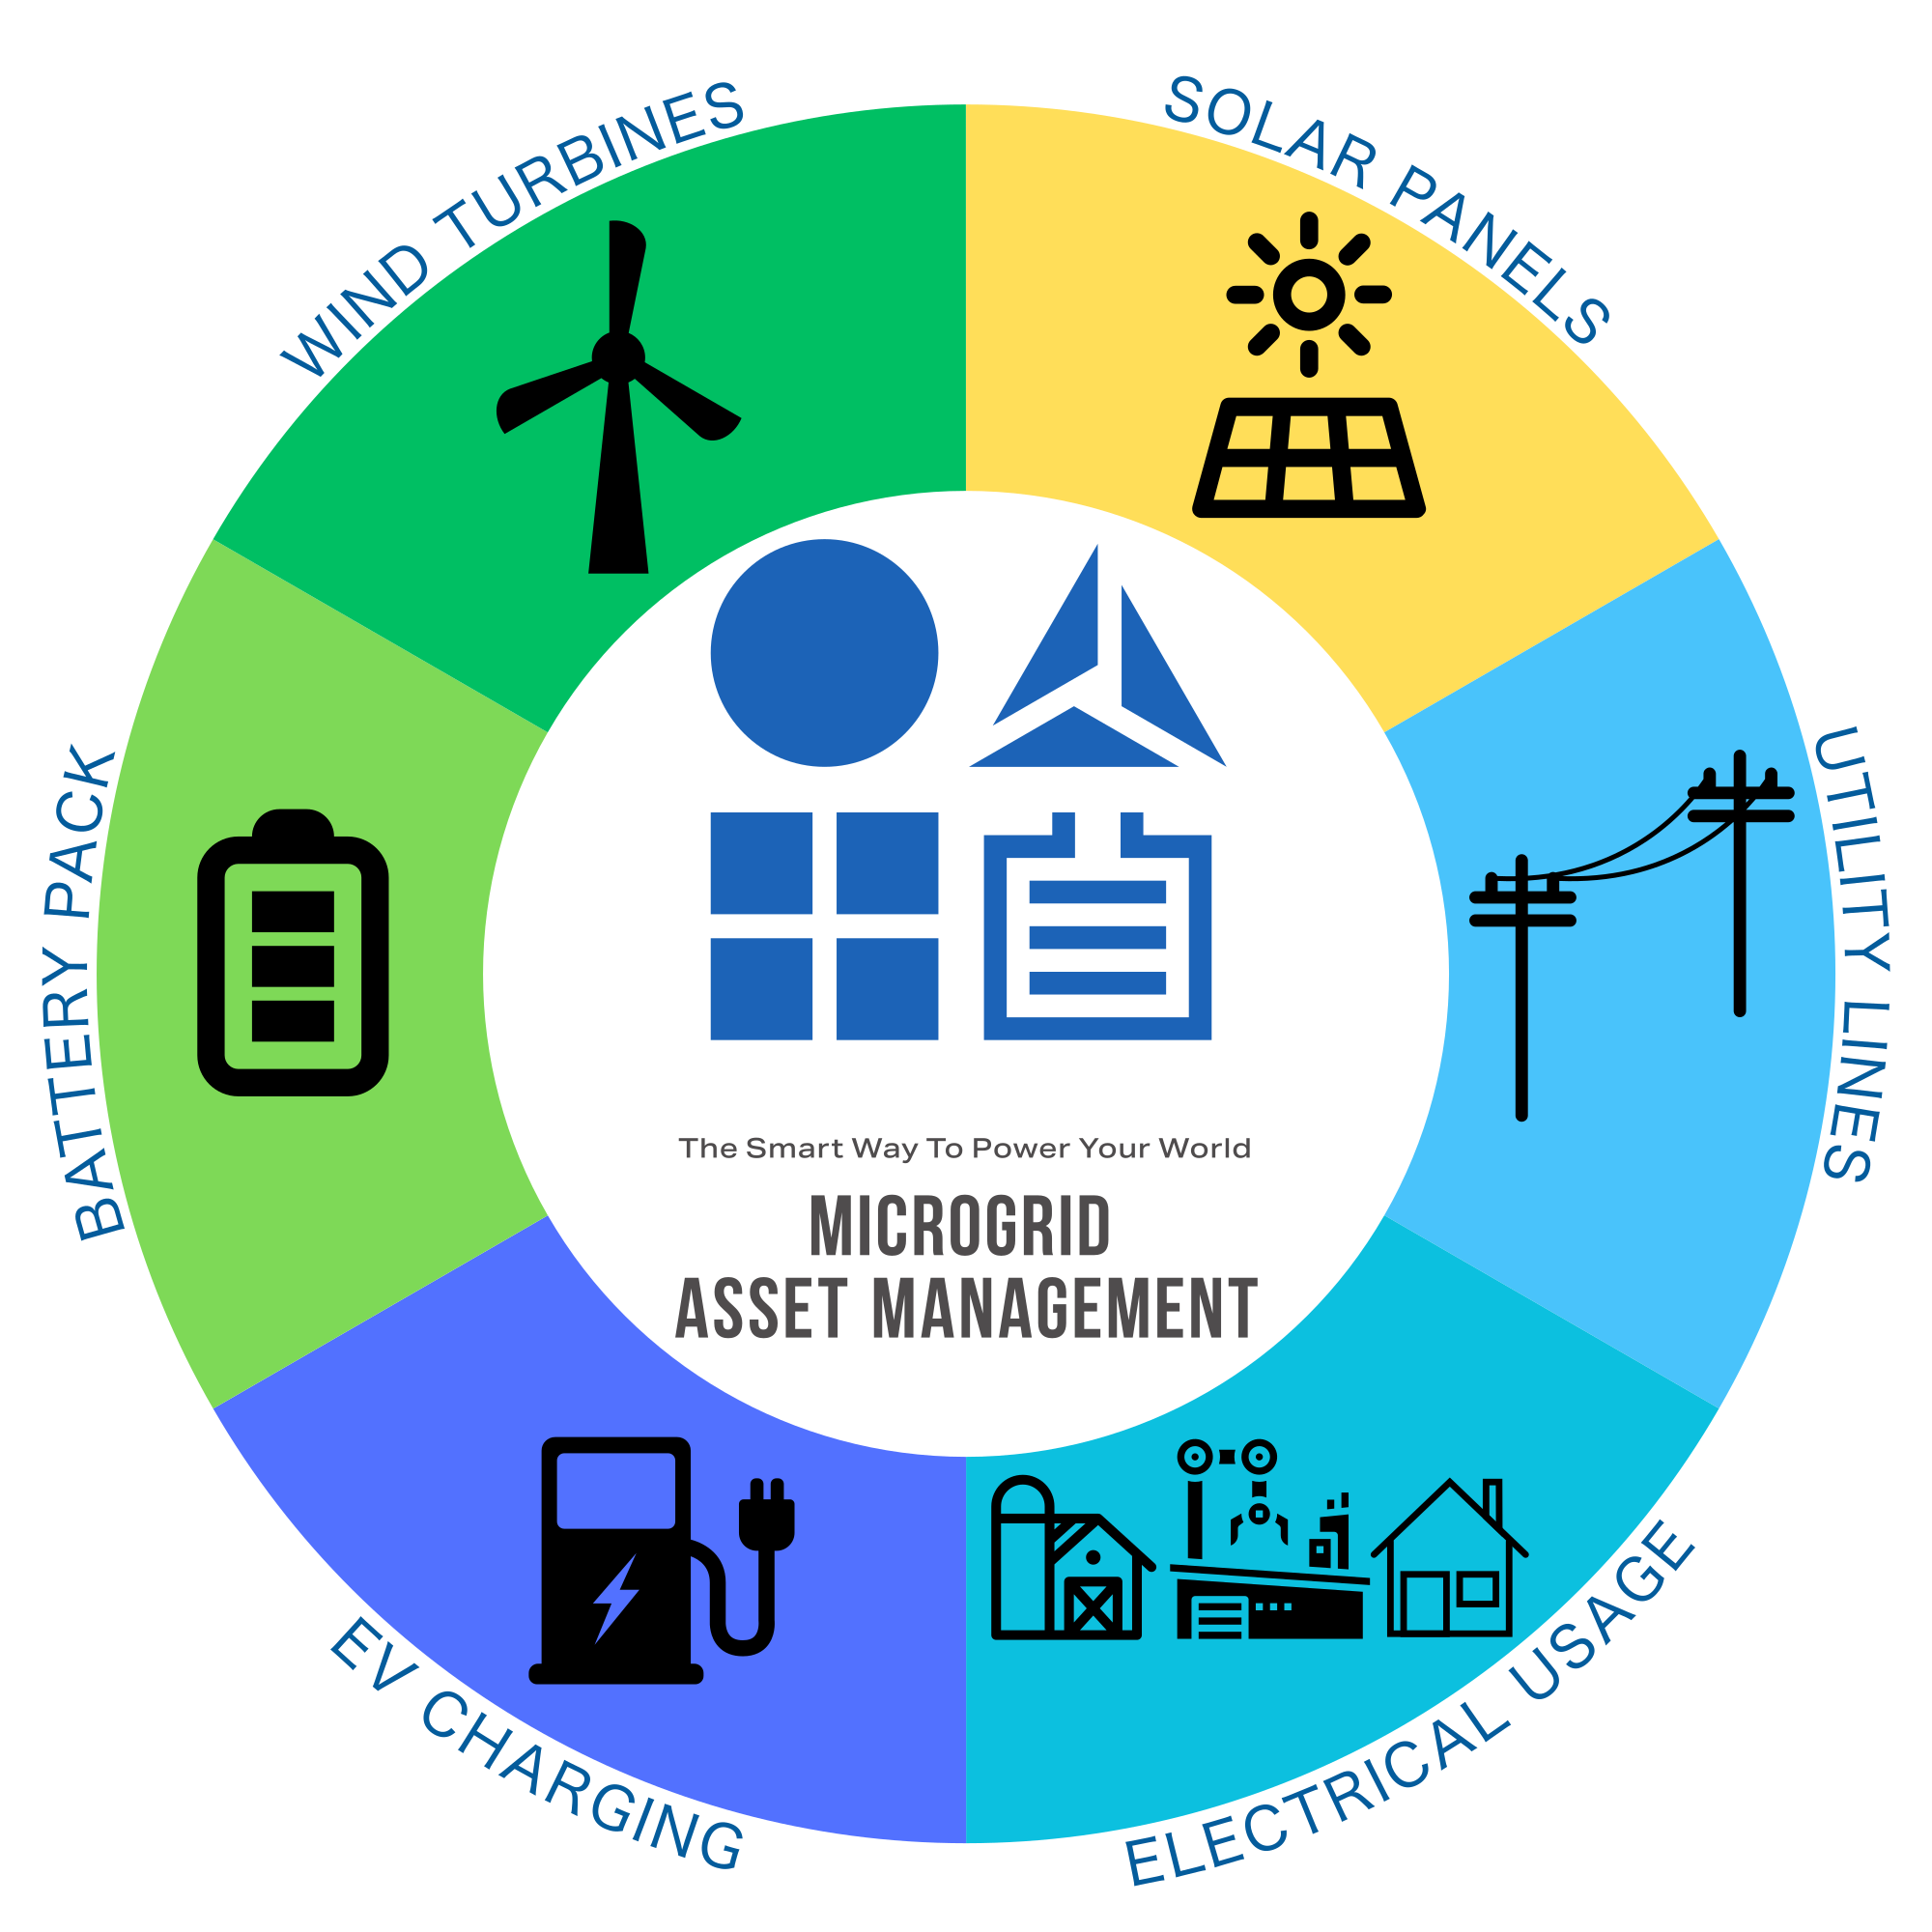 WIND TURBINES
SOLAR PANELS
UTILITY LINES
ELECTRICAL USAGE
EV CHARGING
BATTERY PACK
The Smart Way To Power Your World
MICROGRID
ASSET MANAGEMENT